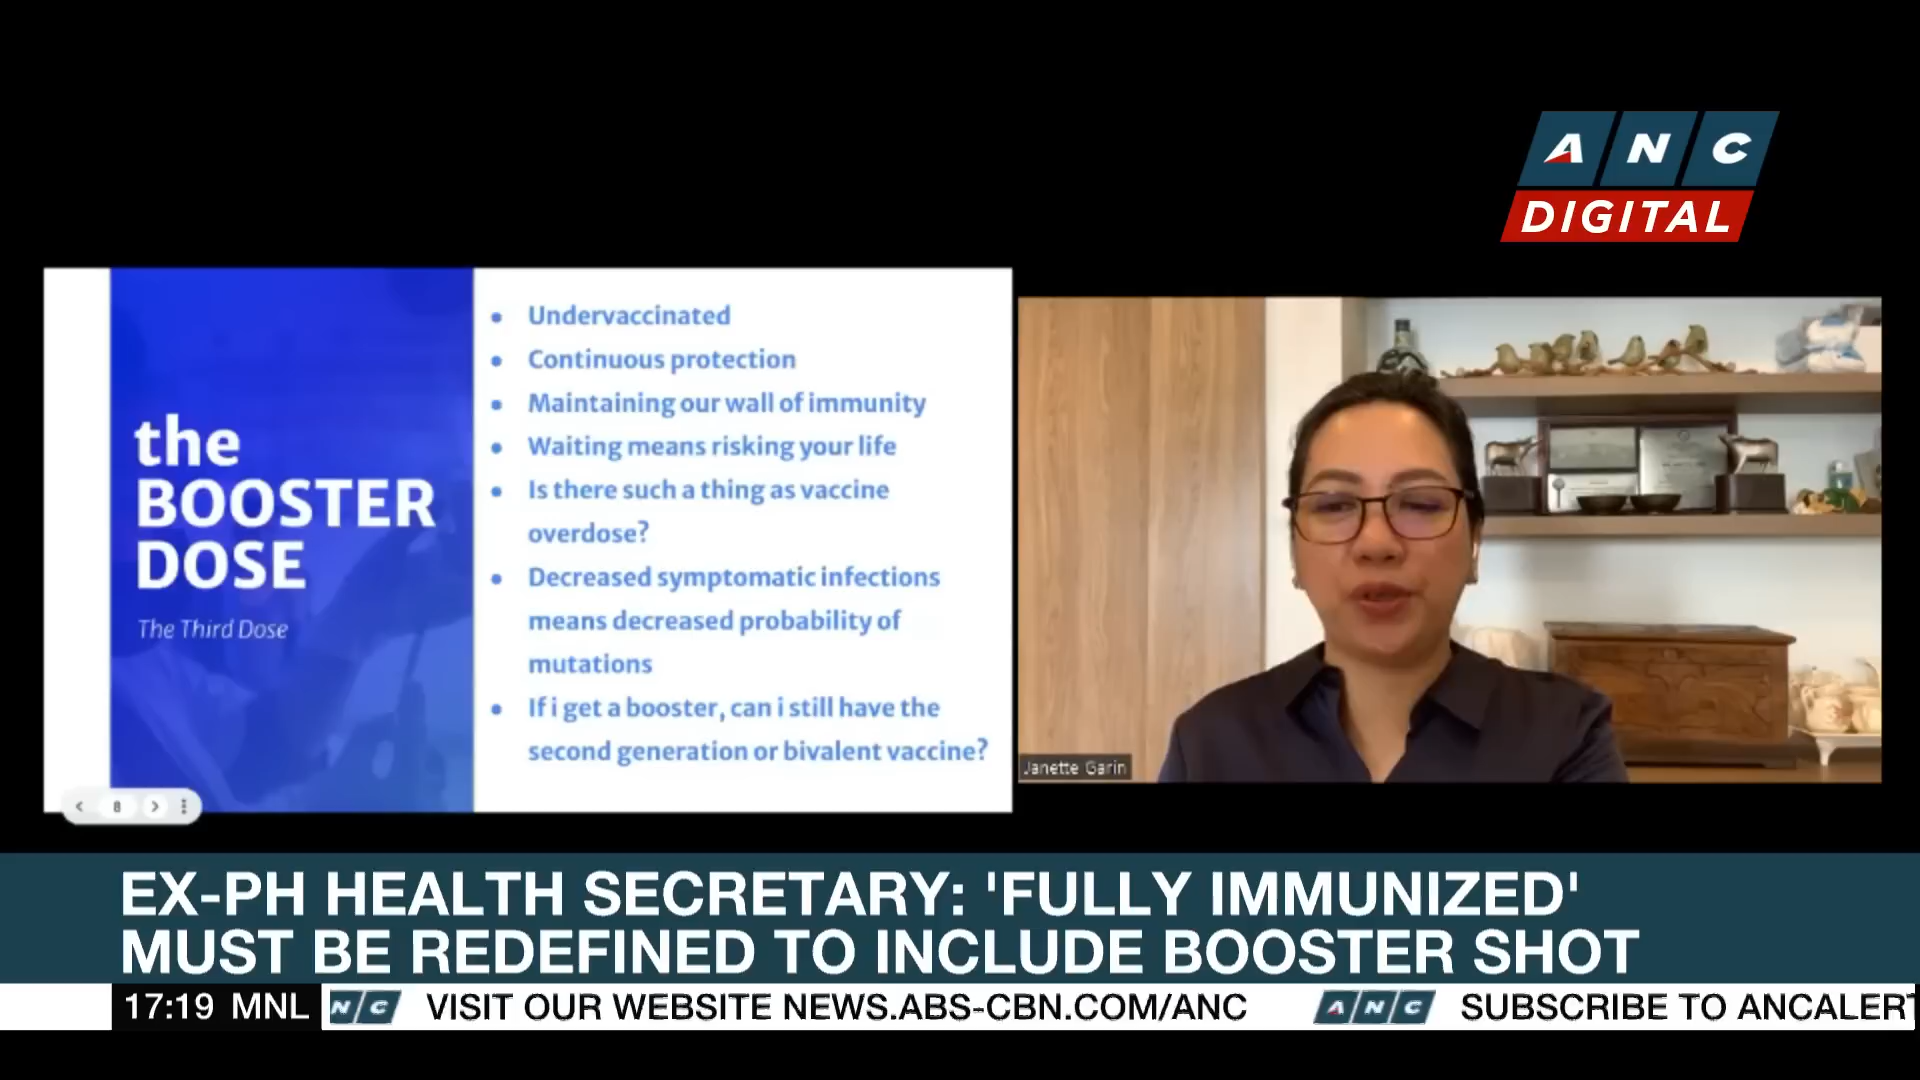 ANC
DIGITAL
the
BOOSTER
DOSE
The Third Dose
Undervaccinated
Continuous protection
Maintaining our wall of immunity
Waiting means risking your life
Is there such a thing as vaccine
overdose?
Decreased symptomatic infections
means decreased probability of
mutations
If i get a booster, can i still have the
second generation or bivalent vaccine?
8
Janette Garin
EX-PH HEALTH SECRETARY: 'FULLY IMMUNIZED'
MUST BE REDEFINED TO INCLUDE BOOSTER SHOT
17:19 MNL NC VISIT OUR WEBSITE NEWS.ABS-CBN.COM/ANC ANC SUBSCRIBE TO ANCALERT